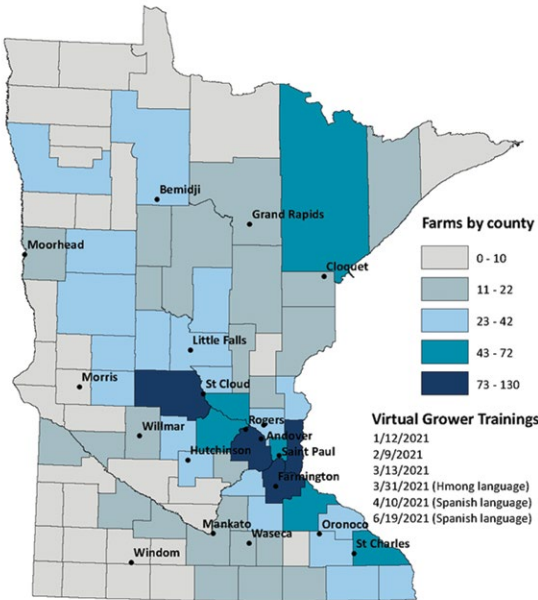 Bemidji
Grand Rapids
Moorhead
Cloquet
Little Falls
Morris
St Cloud
Willmar
Rogers
Andover
Hutchinson
Saint Paul
Farmington
Mankato
Waseca
Oronoco
St Charles
Windom
Farms by county
0 - 10
11 - 22
23 - 42
43 - 72
73 - 130
Virtual Grower Trainings
1/12/2021
2/9/2021
3/13/2021
3/31/2021 (Hmong language)
4/10/2021 (Spanish language)
6/19/2021 (Spanish language)